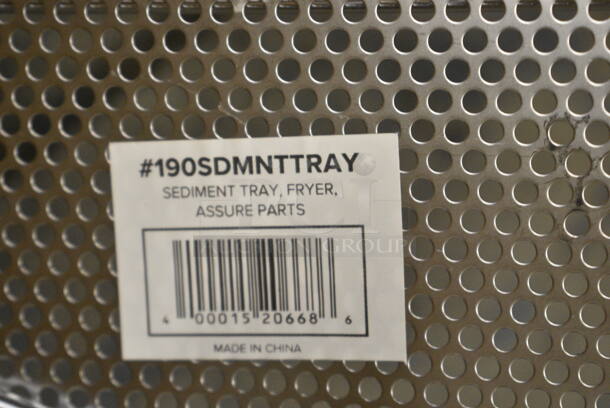 #190SDMNTTRAY
SEDIMENT TRAY, FRYER,
ASSURE PARTS
4 00015 20668 6
MADE IN CHINA